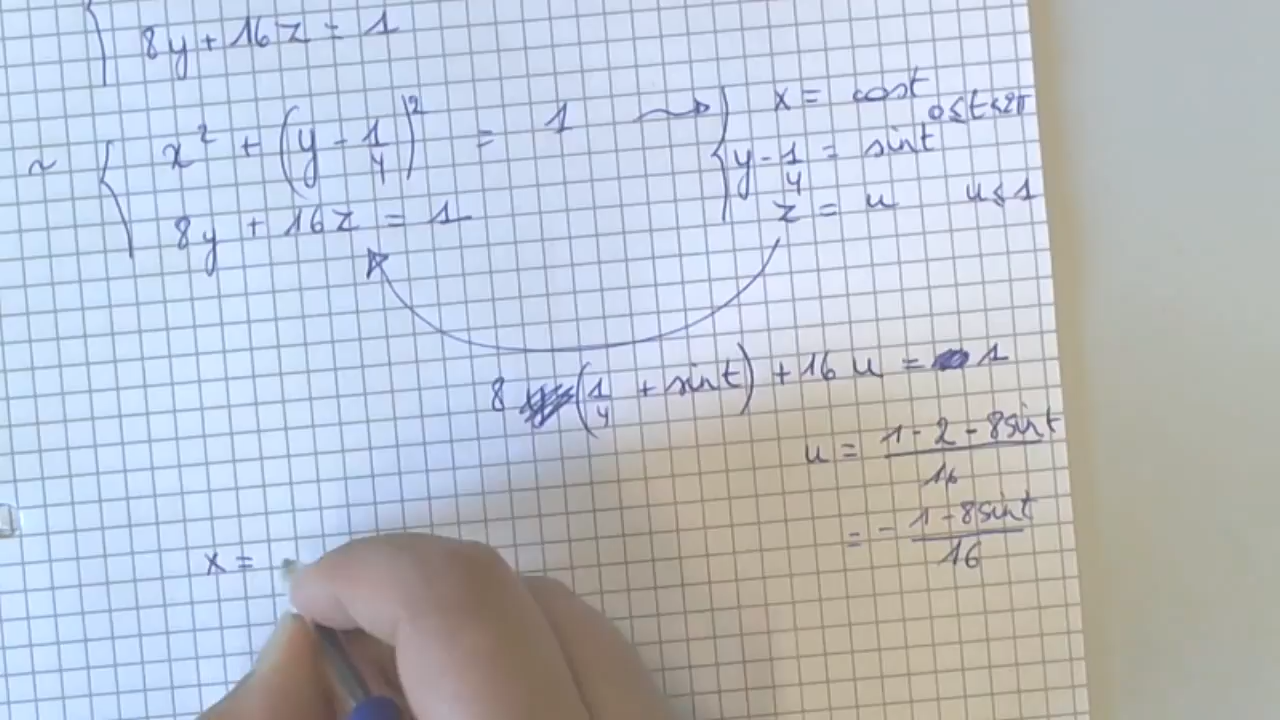 8y + 16z = 1
~ { x² + (y - 1/4)² = 1 → { x = cost 0≤t≤2π
y - 1/4 = sint
8y + 16z = 1 z = u u≤1
8 (1/4 + sint) + 16u = 1
u = (1-2-8sint)/16
= - (1-8sint)/16
x =